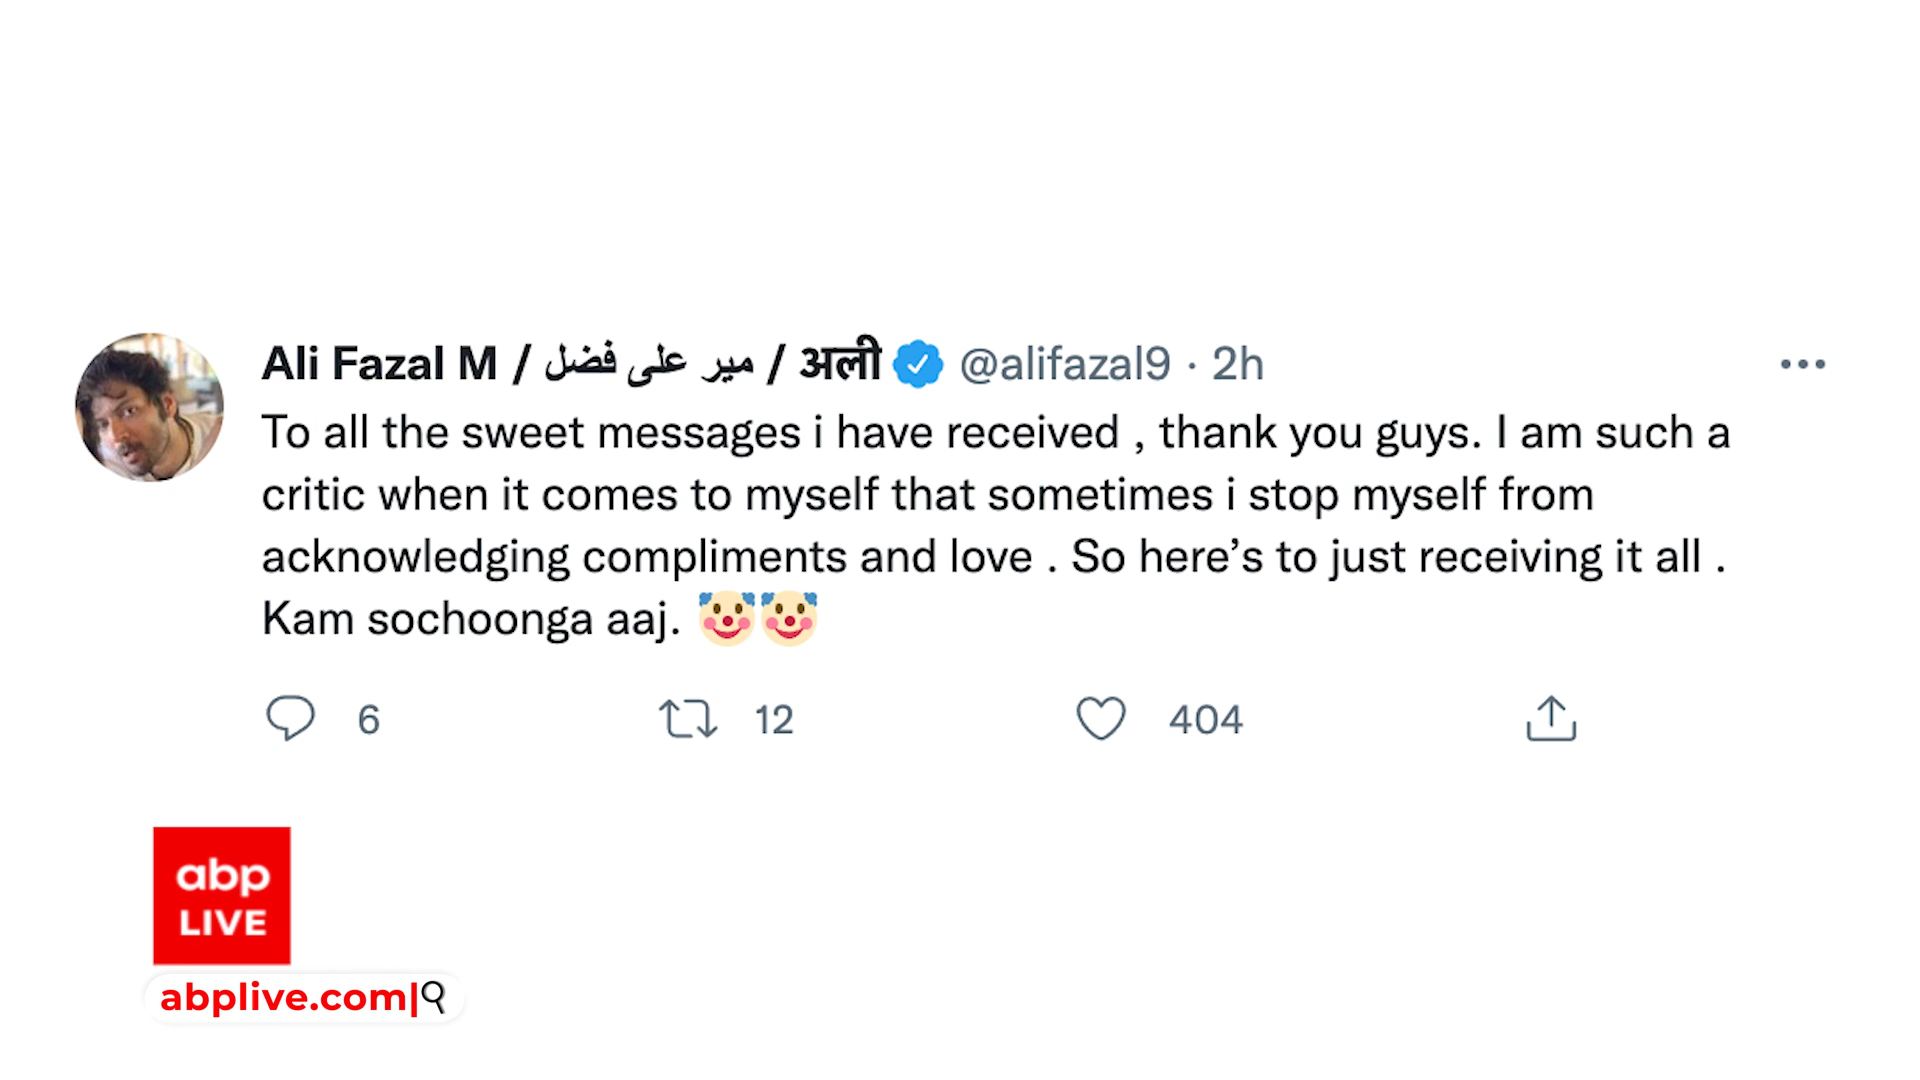 Ali Fazal M / میر علی فضل / अली @alifazal9 · 2h
To all the sweet messages i have received , thank you guys. I am such a
critic when it comes to myself that sometimes i stop myself from
acknowledging compliments and love . So here’s to just receiving it all .
Kam sochoonga aaj. 🤡🤡
6 12 404
abp
LIVE
abplive.com|